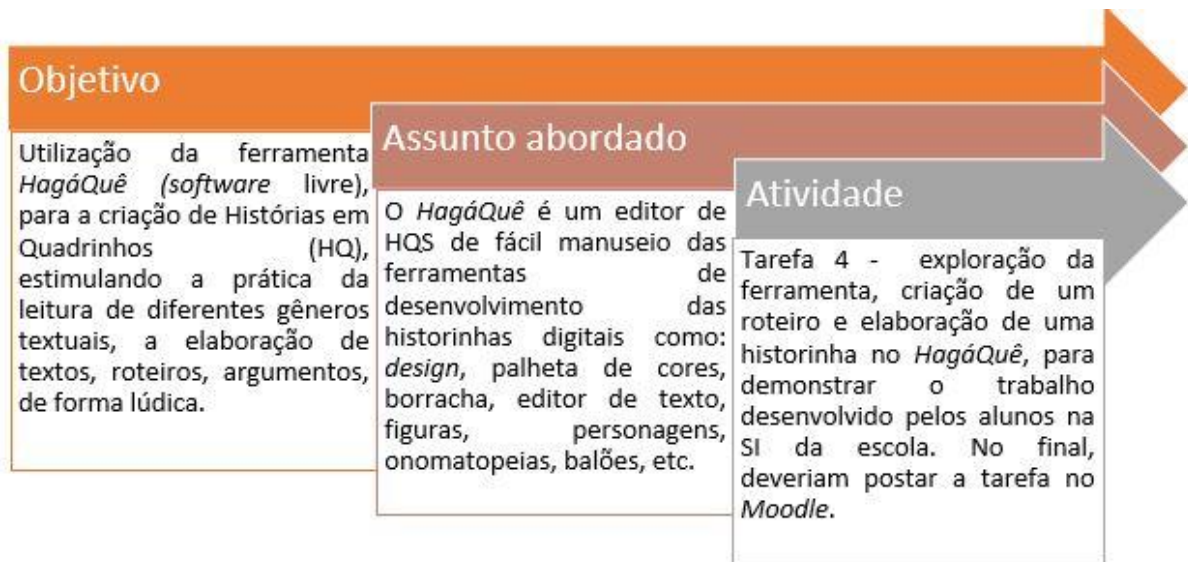 Objetivo
Utilização da ferramenta
HagáQuê (software livre),
para a criação de Histórias em
Quadrinhos (HQ),
estimulando a prática da
leitura de diferentes gêneros
textuais, a elaboração de
textos, roteiros, argumentos,
de forma lúdica.
Assunto abordado
O HagáQuê é um editor de
HQS de fácil manuseio das
ferramentas de
desenvolvimento das
historinhas digitais como:
design, palheta de cores,
borracha, editor de texto,
figuras, personagens,
onomatopeias, balões, etc.
Atividade
Tarefa 4 - exploração da
ferramenta, criação de um
roteiro e elaboração de uma
historinha no HagáQuê, para
demonstrar o trabalho
desenvolvido pelos alunos na
SI da escola. No final,
deveriam postar a tarefa no
Moodle.